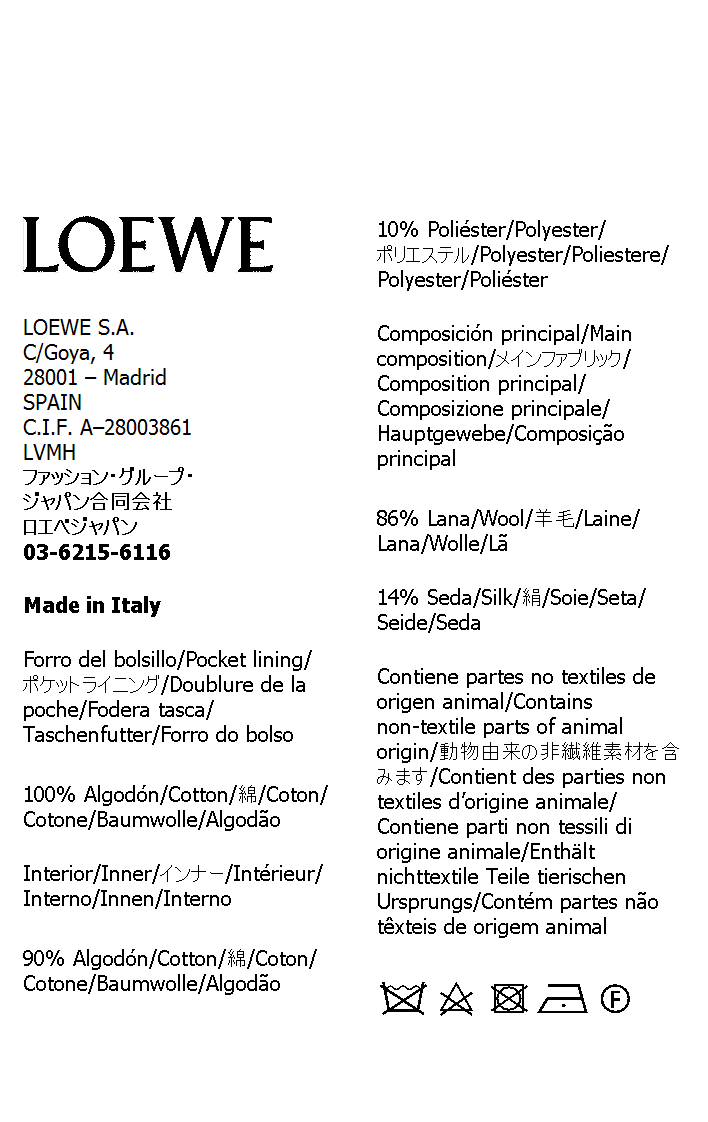 LOEWE
LOEWE S.A.
C/Goya, 4
28001 – Madrid
SPAIN
C.I.F. A–28003861
LVMH
ファッション・グループ・
ジャパン合同会社
ロエベジャパン
03-6215-6116
Made in Italy
Forro del bolsillo/Pocket lining/
ポケットライニング/Doublure de la
poche/Fodera tasca/
Taschenfutter/Forro do bolso
100% Algodón/Cotton/綿/Coton/
Cotone/Baumwolle/Algodão
Interior/Inner/インナー/Intérieur/
Interno/Innen/Interno
90% Algodón/Cotton/綿/Coton/
Cotone/Baumwolle/Algodão
10% Poliéster/Polyester/
ポリエステル/Polyester/Poliestere/
Polyester/Poliéster
Composición principal/Main
composition/メインファブリック/
Composition principal/
Composizione principale/
Hauptgewebe/Composição
principal
86% Lana/Wool/羊毛/Laine/
Lana/Wolle/Lã
14% Seda/Silk/絹/Soie/Seta/
Seide/Seda
Contiene partes no textiles de
origen animal/Contains
non-textile parts of animal
origin/動物由来の非繊維素材を含
みます/Contient des parties non
textiles d’origine animale/
Contiene parti non tessili di
origine animale/Enthält
nichttextile Teile tierischen
Ursprungs/Contém partes não
têxteis de origem animal
F